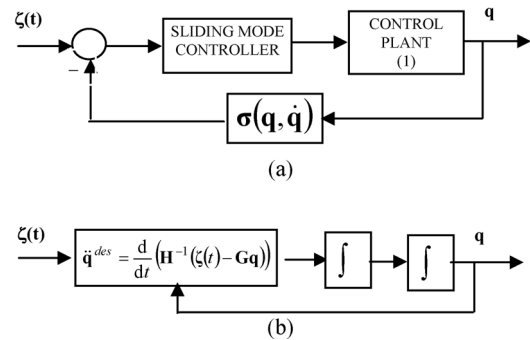 ζ(t)
SLIDING MODE
CONTROLLER
CONTROL
PLANT
(1)
q
−
σ(q, q̇)
(a)
ζ(t)
q̈^{des} = d/dt (H^{-1}(ζ(t) − Gq))
∫
∫
q
(b)